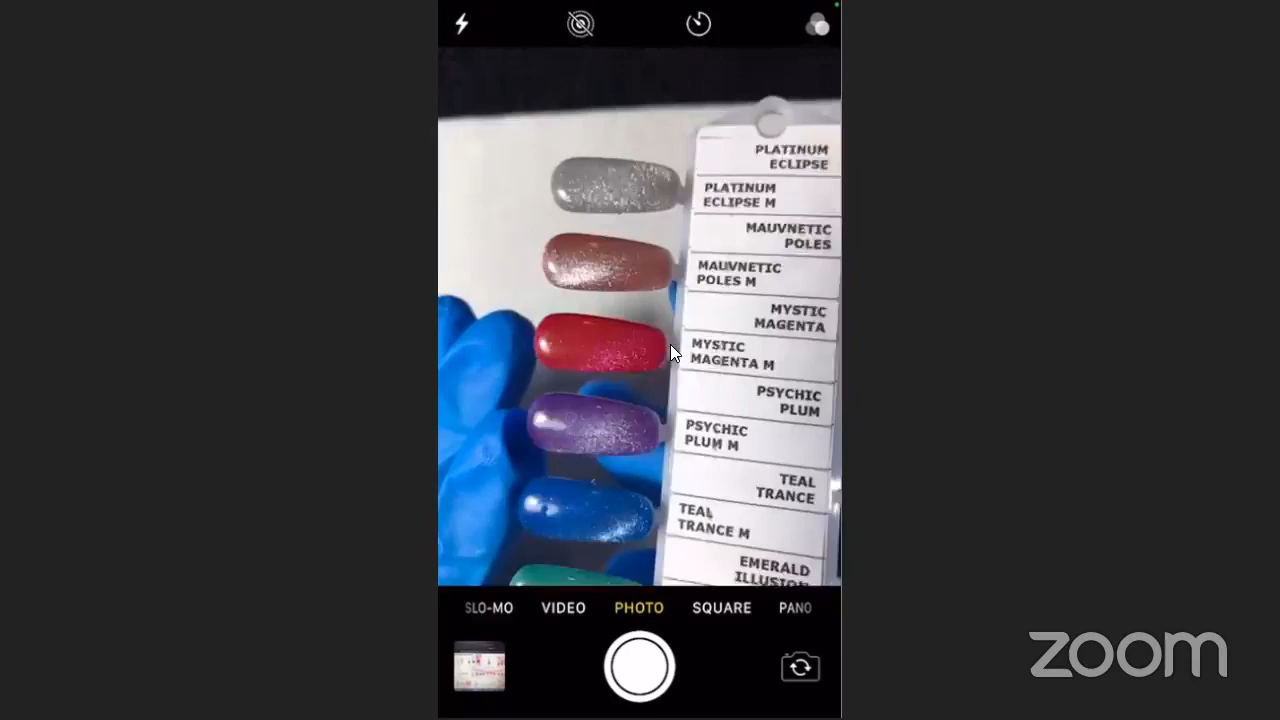 PLATINUM
ECLIPSE
PLATINUM
ECLIPSE M
MAUVNETIC
POLES
MAUVNETIC
POLES M
MYSTIC
MAGENTA
MYSTIC
MAGENTA M
PSYCHIC
PLUM
PSYCHIC
PLUM M
TEAL
TRANCE
TEAL
TRANCE M
EMERALD
ILLUSION
SLO-MO VIDEO PHOTO SQUARE PANO
zoom